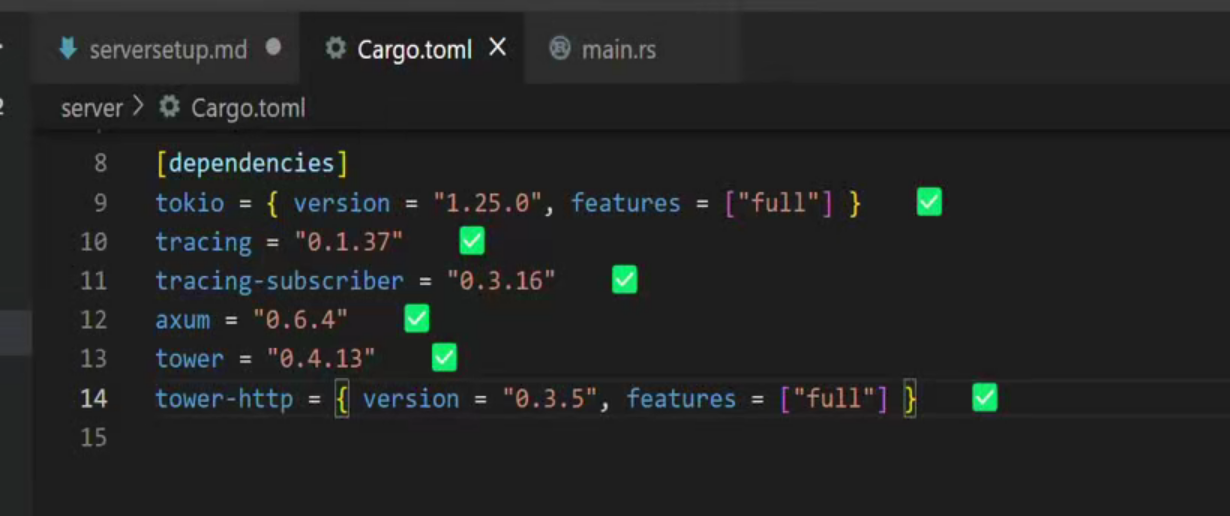 serversetup.md ● Cargo.toml × main.rs
server > Cargo.toml
8 [dependencies]
9 tokio = { version = "1.25.0", features = ["full"] } ✅
10 tracing = "0.1.37" ✅
11 tracing-subscriber = "0.3.16" ✅
12 axum = "0.6.4" ✅
13 tower = "0.4.13" ✅
14 tower-http = { version = "0.3.5", features = ["full"] } ✅
15